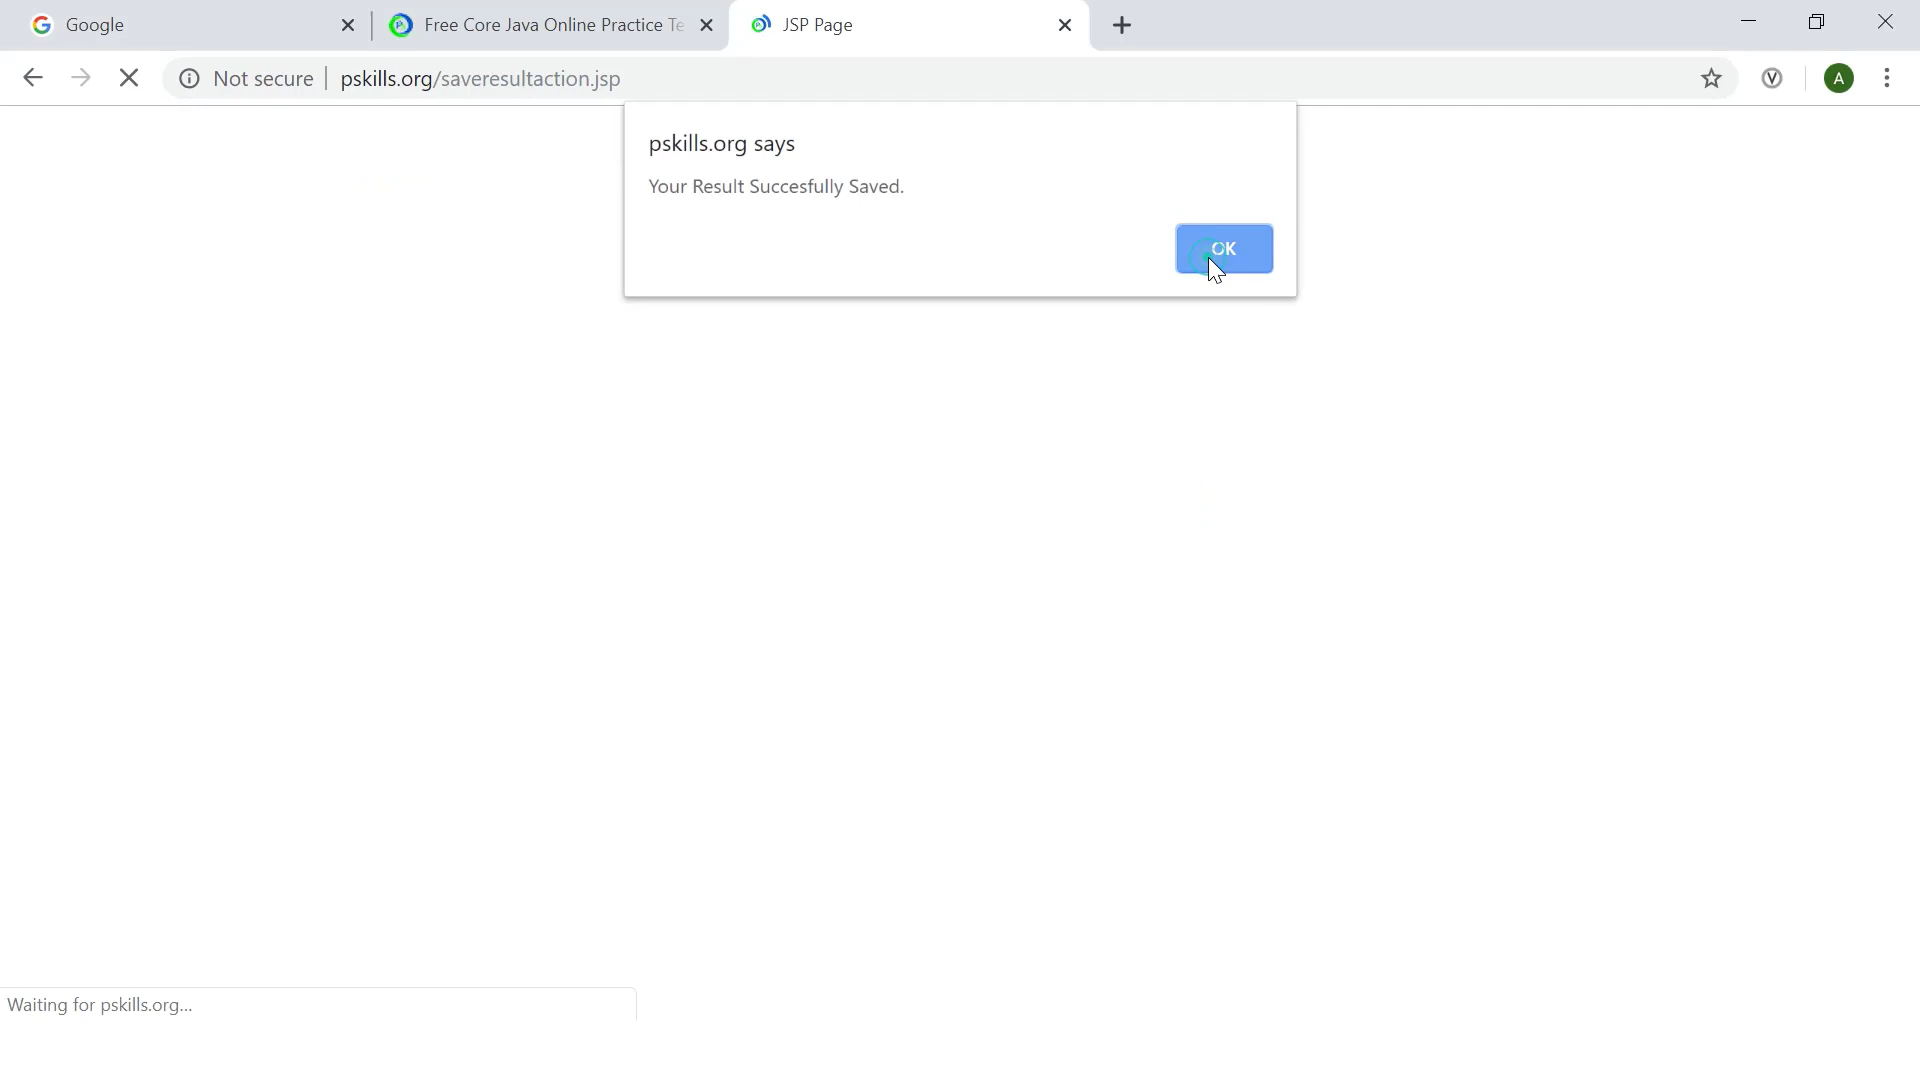 Google
Free Core Java Online Practice Te
JSP Page
Not secure
pskills.org/saveresultaction.jsp
V
A
pskills.org says
Your Result Succesfully Saved.
OK
Waiting for pskills.org...